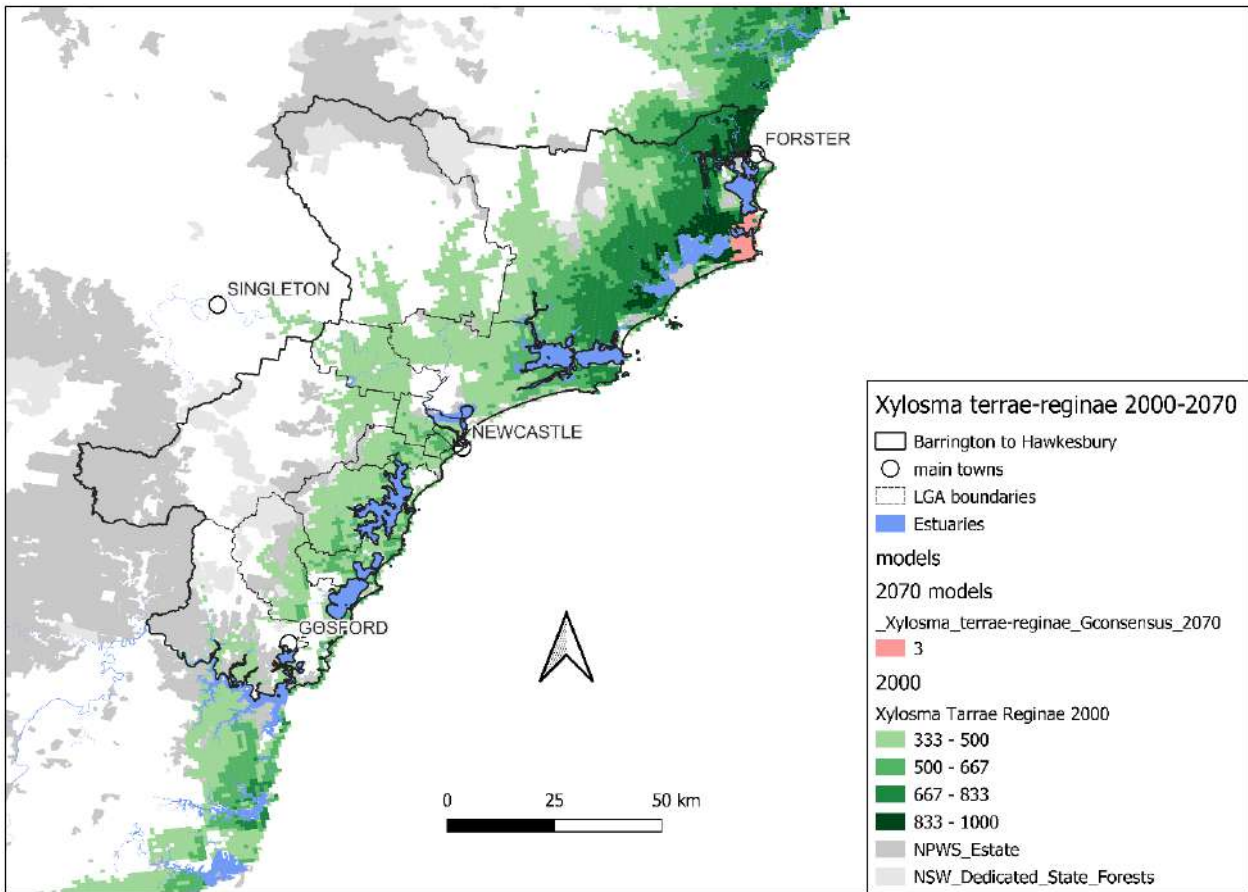 FORSTER
SINGLETON
NEWCASTLE
GOSFORD
0 25 50 km
Xylosma terrae-reginae 2000-2070
Barrington to Hawkesbury
main towns
LGA boundaries
Estuaries
models
2070 models
_Xylosma_terrae-reginae_Gconsensus_2070
3
2000
Xylosma Tarrae Reginae 2000
333 - 500
500 - 667
667 - 833
833 - 1000
NPWS_Estate
NSW_Dedicated_State_Forests